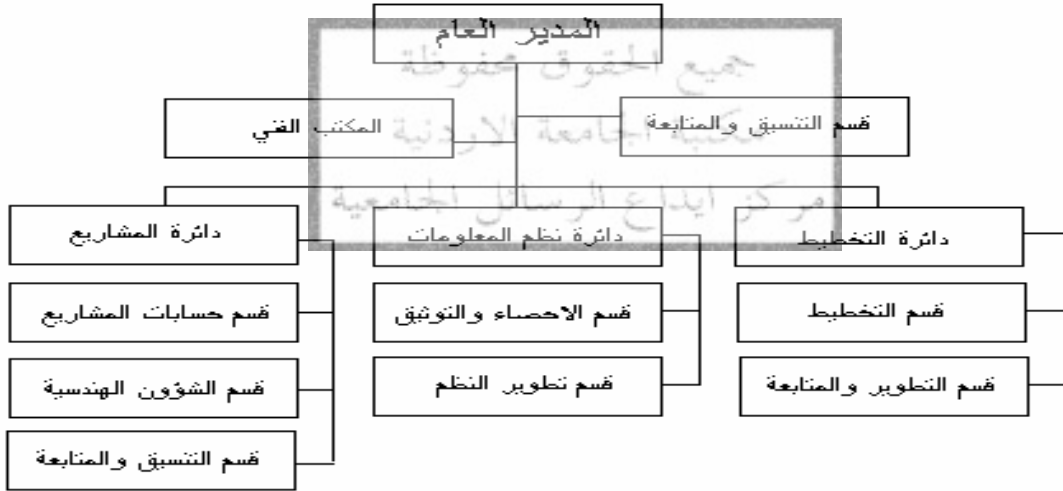 المدير العام
جميع الحقوق محفوظة
قسم التنسيق والمتابعة
المكتب الفني
مكتبة الجامعة الاردنية
مركز ايداع الرسائل الجامعية
دائرة التخطيط
دائرة نظم المعلومات
دائرة المشاريع
قسم التخطيط
قسم الاحصاء والتوثيق
قسم حسابات المشاريع
قسم التطوير والمتابعة
قسم تطوير النظم
قسم الشؤون الهندسية
قسم التنسيق والمتابعة